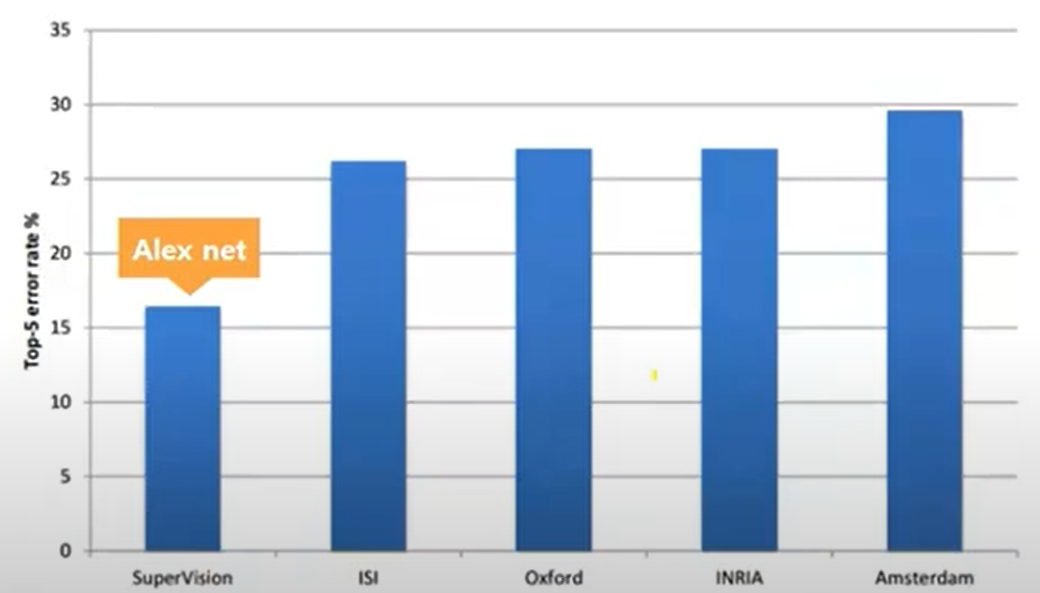 Top-5 error rate %
35
30
25
20
15
10
5
0
Alex net
SuperVision
ISI
Oxford
INRIA
Amsterdam